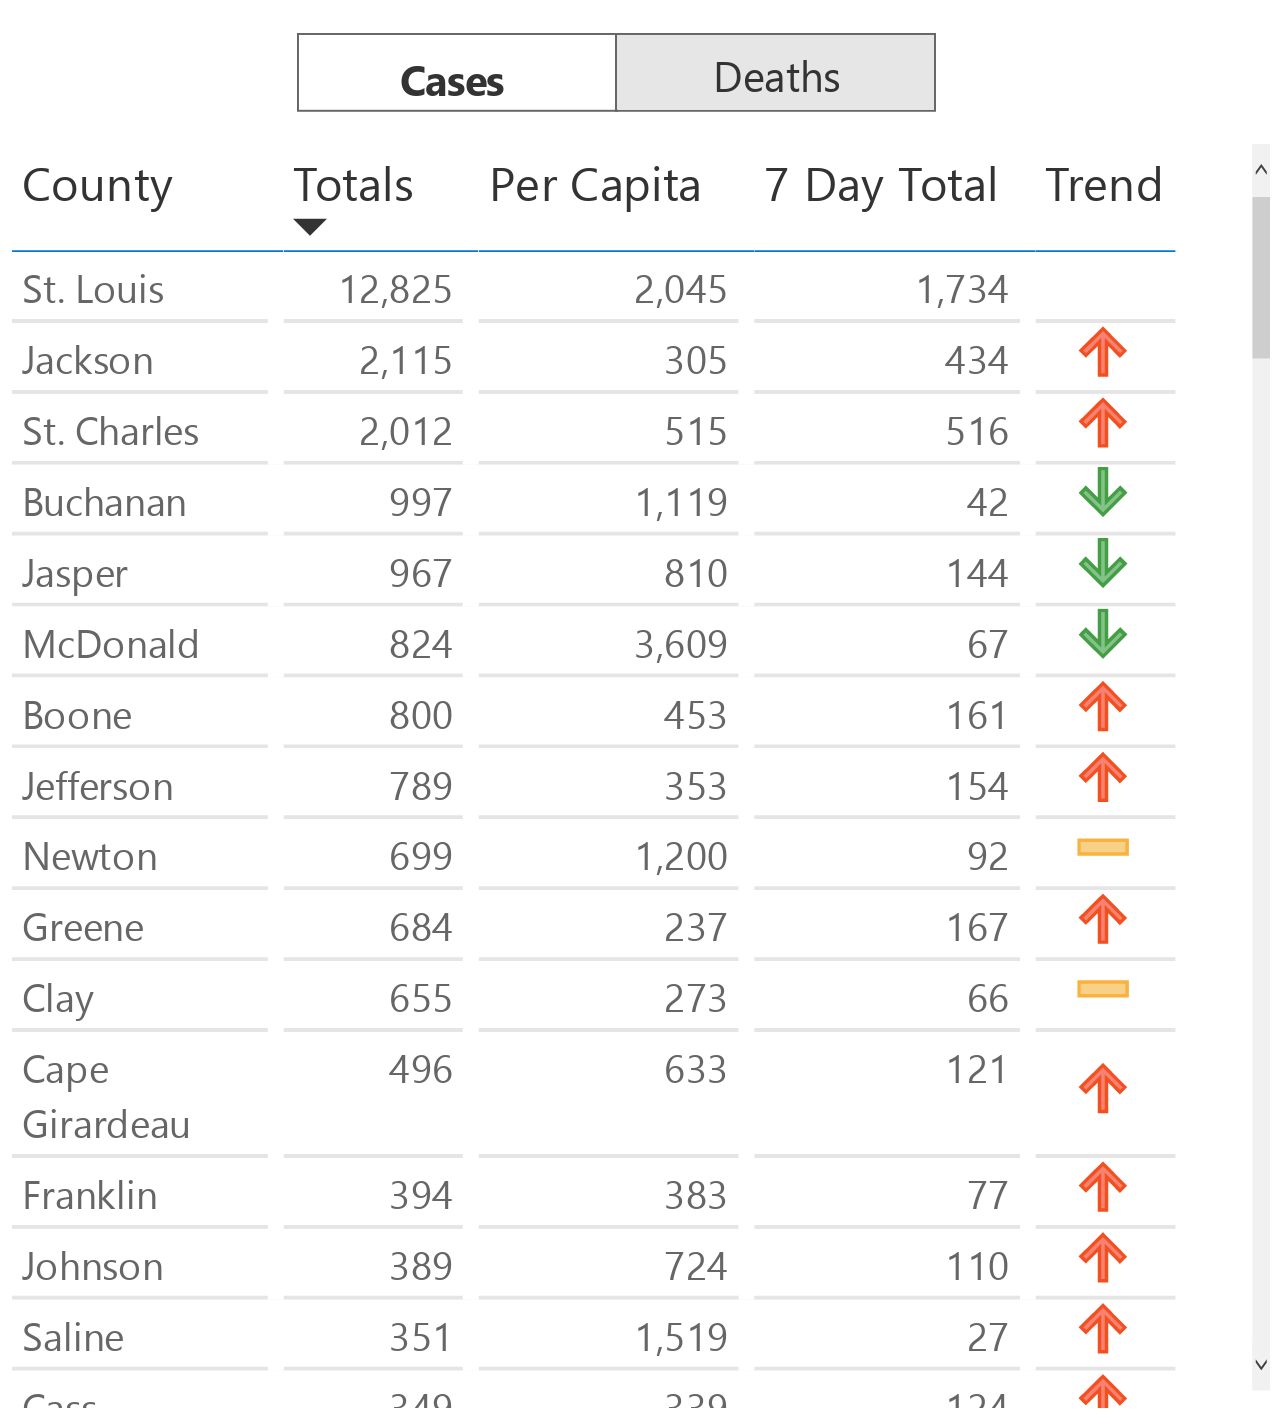 Cases Deaths
County Totals Per Capita 7 Day Total Trend
St. Louis 12,825 2,045 1,734
Jackson 2,115 305 434
St. Charles 2,012 515 516
Buchanan 997 1,119 42
Jasper 967 810 144
McDonald 824 3,609 67
Boone 800 453 161
Jefferson 789 353 154
Newton 699 1,200 92
Greene 684 237 167
Clay 655 273 66
Cape 496 633 121
Girardeau
Franklin 394 383 77
Johnson 389 724 110
Saline 351 1,519 27
Cass 349 339 124